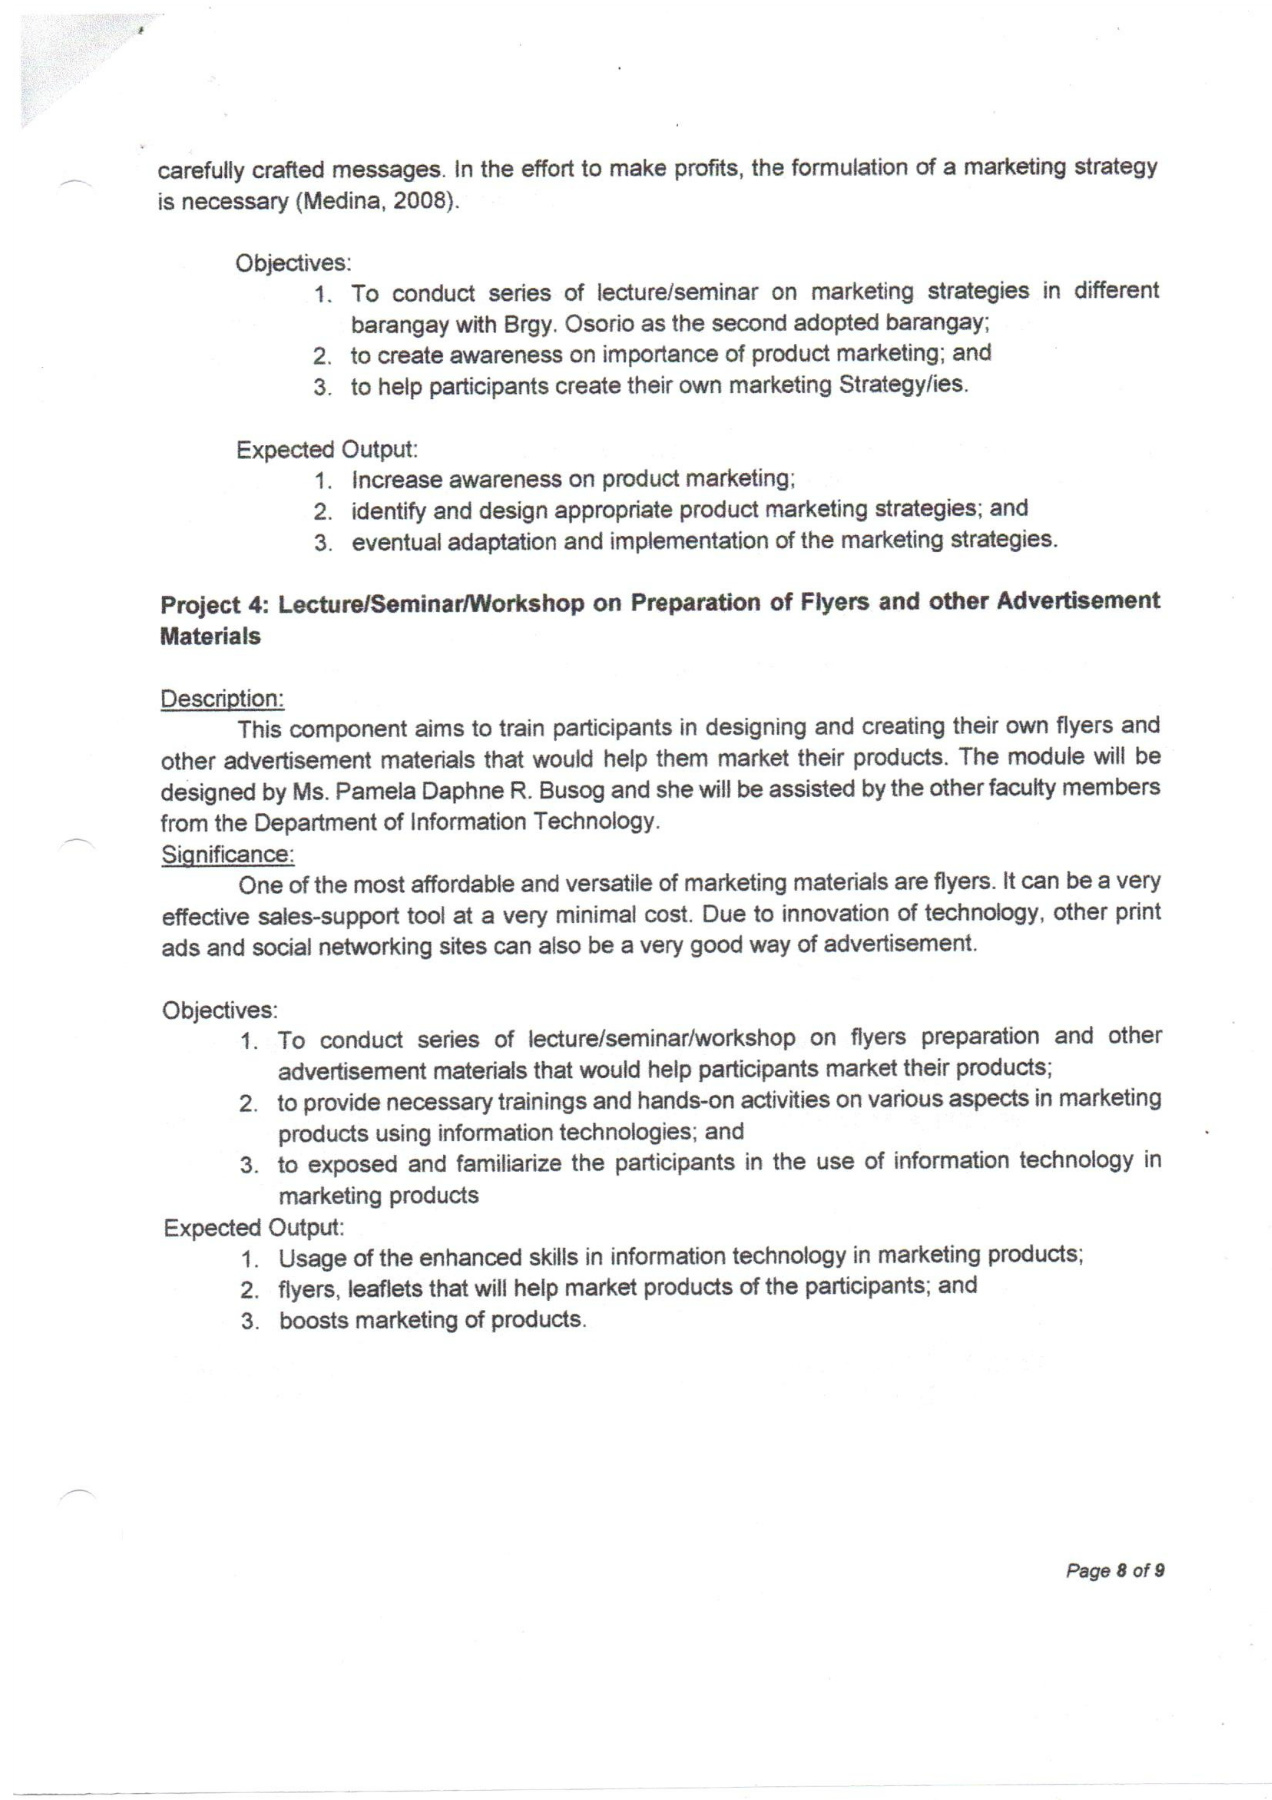 carefully crafted messages. In the effort to make profits, the formulation of a marketing strategy
is necessary (Medina, 2008).
Objectives:
1. To conduct series of lecture/seminar on marketing strategies in different
barangay with Brgy. Osorio as the second adopted barangay;
2. to create awareness on importance of product marketing; and
3. to help participants create their own marketing Strategy/ies.
Expected Output:
1. Increase awareness on product marketing;
2. identify and design appropriate product marketing strategies; and
3. eventual adaptation and implementation of the marketing strategies.
Project 4: Lecture/Seminar/Workshop on Preparation of Flyers and other Advertisement
Materials
Description:
This component aims to train participants in designing and creating their own flyers and
other advertisement materials that would help them market their products. The module will be
designed by Ms. Pamela Daphne R. Busog and she will be assisted by the other faculty members
from the Department of Information Technology.
Significance:
One of the most affordable and versatile of marketing materials are flyers. It can be a very
effective sales-support tool at a very minimal cost. Due to innovation of technology, other print
ads and social networking sites can also be a very good way of advertisement.
Objectives:
1. To conduct series of lecture/seminar/workshop on flyers preparation and other
advertisement materials that would help participants market their products;
2. to provide necessary trainings and hands-on activities on various aspects in marketing
products using information technologies; and
3. to exposed and familiarize the participants in the use of information technology in
marketing products
Expected Output:
1. Usage of the enhanced skills in information technology in marketing products;
2. flyers, leaflets that will help market products of the participants; and
3. boosts marketing of products.
Page 8 of 9